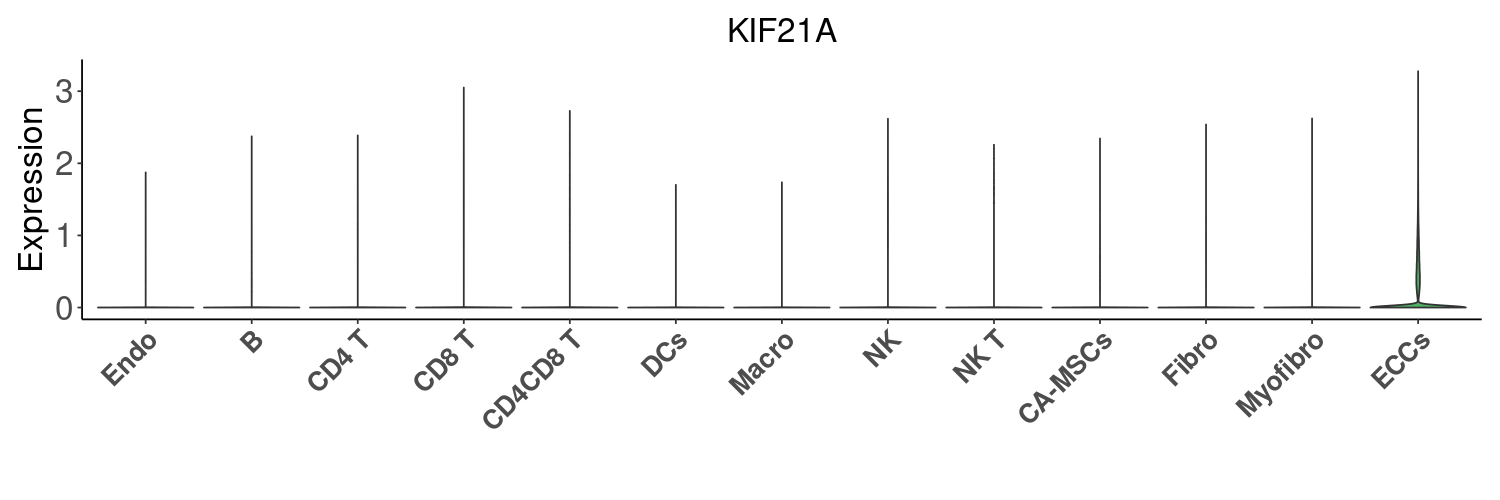 KIF21A
Expression
3
2
1
0
Endo
B
CD4 T
CD8 T
CD4CD8 T
DCs
Macro
NK
NK T
CA-MSCs
Fibro
Myofibro
ECCs